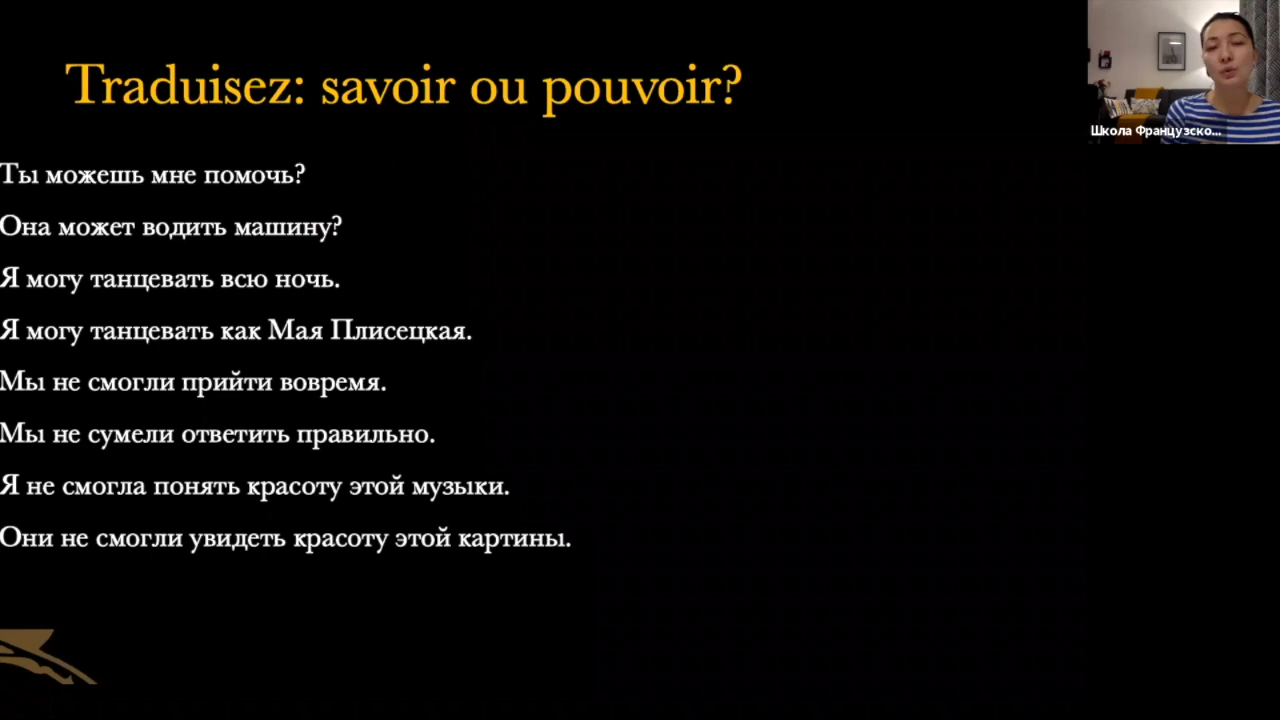 Traduisez: savoir ou pouvoir?
Школа Французско...
Ты можешь мне помочь?
Она может водить машину?
Я могу танцевать всю ночь.
Я могу танцевать как Мая Плисецкая.
Мы не смогли прийти вовремя.
Мы не сумели ответить правильно.
Я не смогла понять красоту этой музыки.
Они не смогли увидеть красоту этой картины.